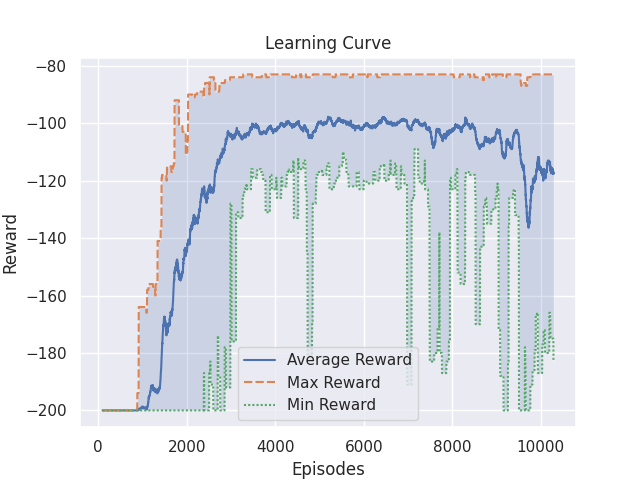 Learning Curve
Reward
−80
−100
−120
−140
−160
−180
−200
Average Reward
Max Reward
Min Reward
0
2000
4000
6000
8000
10000
Episodes